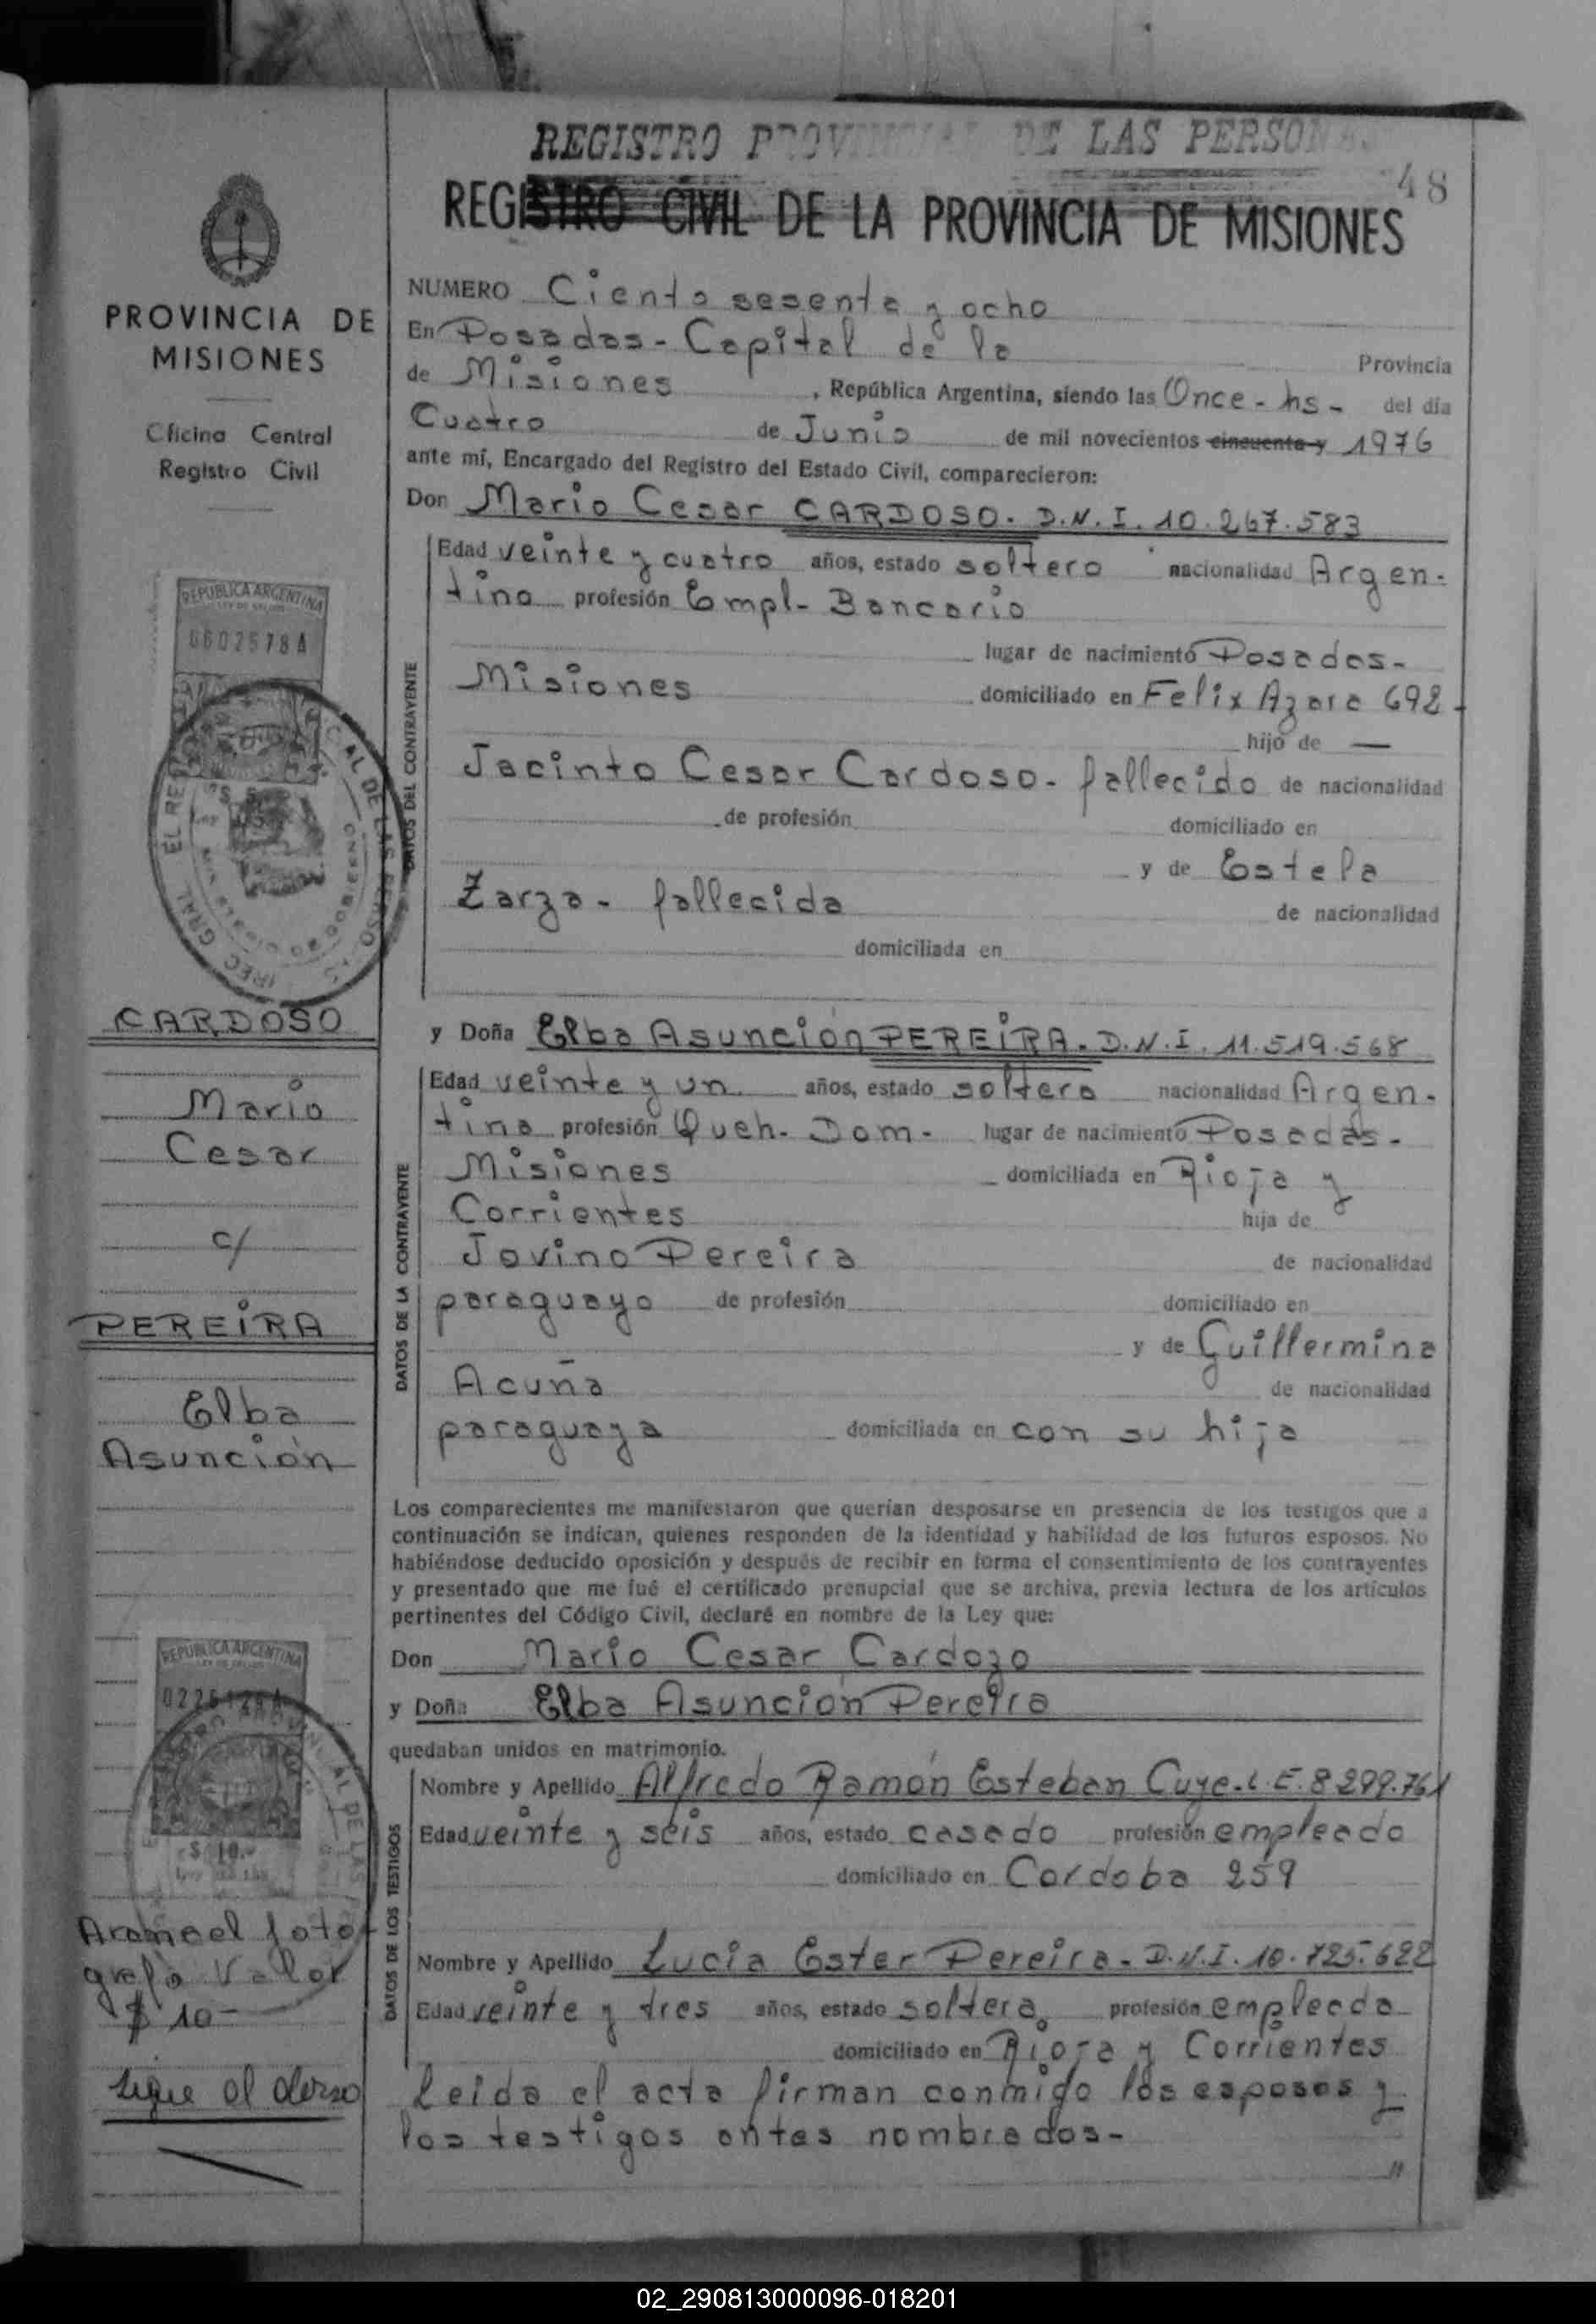 REGISTRO PROVINCIAL DE LAS PERSONAS
48
REGISTRO CIVIL DE LA PROVINCIA DE MISIONES
PROVINCIA DE
MISIONES
Oficina Central
Registro Civil
REPUBLICA ARGENTINA
LEY DE SELLOS
0602578A
CARDOSO
Mario
Cesar
c/
PEREIRA
Elba
Asunción
REPUBLICA ARGENTINA
$ 10.-
Arancel foto
grafo Valor
$ 10-
Sigue al dorso
NUMERO Ciento sesenta y ocho
En Posadas - Capital de la Provincia
de Misiones, República Argentina, siendo las Once - hs - del día
Cuatro de Junio de mil novecientos cincuenta y 1976
ante mí, Encargado del Registro del Estado Civil, comparecieron:
Don Mario Cesar CARDOSO. D.N.I. 10.267.583
DATOS DEL CONTRAYENTE
Edad veinte y cuatro años, estado soltero nacionalidad Argen-
tino profesión Empl- Bancario
lugar de nacimiento Posadas-
Misiones domiciliado en Felix Azara 692-
hijo de —
Jacinto Cesar Cardoso- fallecido de nacionalidad
de profesión domiciliado en
y de Estela
Zarza- fallecida de nacionalidad
domiciliada en
y Doña Elba Asunción PEREIRA. D.N.I. 11.519.568
DATOS DE LA CONTRAYENTE
Edad veinte y un años, estado soltera nacionalidad Argen-
tina profesión Queh- Dom- lugar de nacimiento Posadas-
Misiones domiciliada en Rioja y
Corrientes hija de
Jovino Pereira de nacionalidad
paraguayo de profesión domiciliado en
y de Guillermina
Acuña de nacionalidad
paraguaya domiciliada en con su hija
Los comparecientes me manifestaron que querían desposarse en presencia de los testigos que a
continuación se indican, quienes responden de la identidad y habilidad de los futuros esposos. No
habiéndose deducido oposición y después de recibir en forma el consentimiento de los contrayentes
y presentado que me fué el certificado prenupcial que se archiva, previa lectura de los artículos
pertinentes del Código Civil, declaré en nombre de la Ley que:
Don Mario Cesar Cardozo
y Doña Elba Asunción Pereira
quedaban unidos en matrimonio.
DATOS DE LOS TESTIGOS
Nombre y Apellido Alfredo Ramón Esteban Cuye-L.E. 8299.761
Edad veinte y seis años, estado casado profesión empleado
domiciliado en Cordoba 259
Nombre y Apellido Lucia Ester Pereira- D.N.I. 10.725.622
Edad veinte y tres años, estado soltera profesión empleada
domiciliado en Rioja y Corrientes
Leida el acta firman conmigo los esposos y
los testigos antes nombrados-
//
02_290813000096-018201